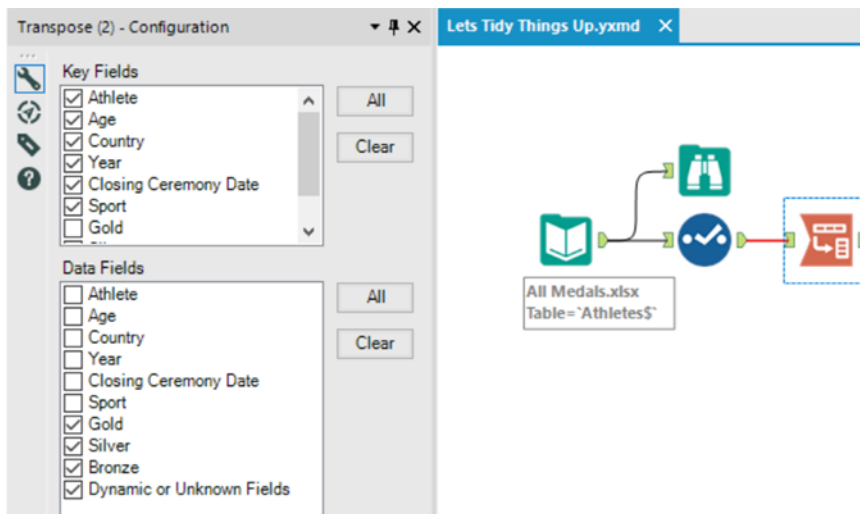 Transpose (2) - Configuration
Lets Tidy Things Up.yxmd
Key Fields
Athlete
Age
Country
Year
Closing Ceremony Date
Sport
Gold
All
Clear
Data Fields
Athlete
Age
Country
Year
Closing Ceremony Date
Sport
Gold
Silver
Bronze
Dynamic or Unknown Fields
All
Clear
All Medals.xlsx
Table=`Athletes$`